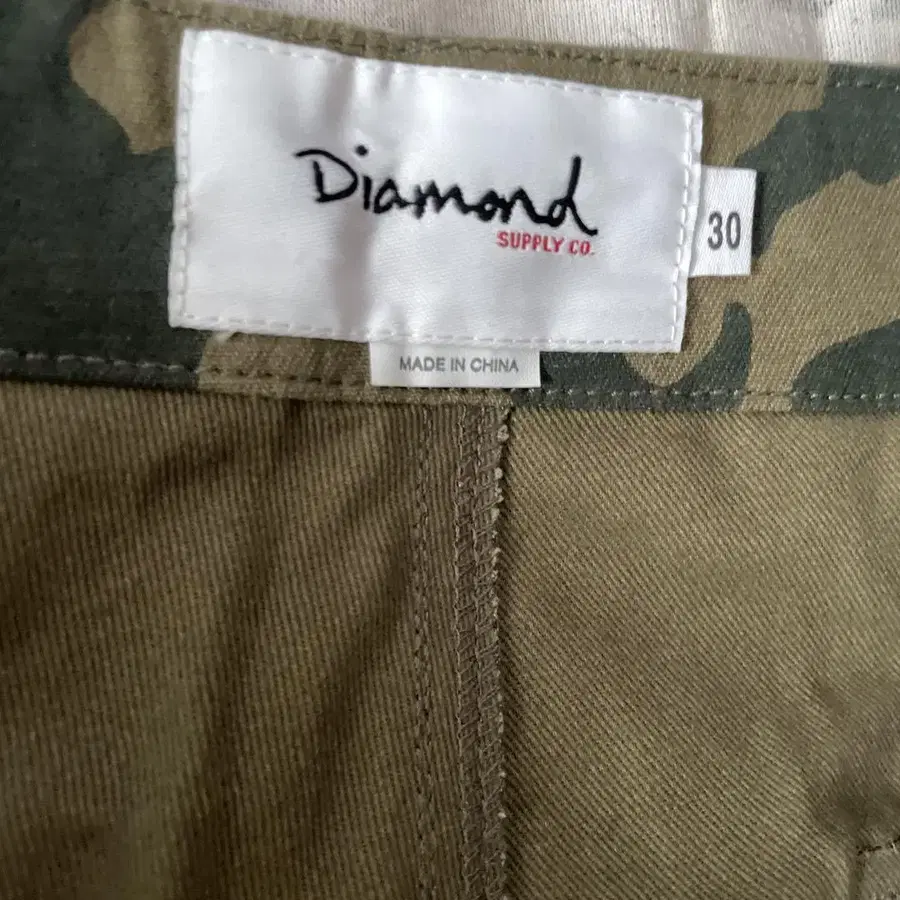 Diamond
SUPPLY CO.
30
MADE IN CHINA